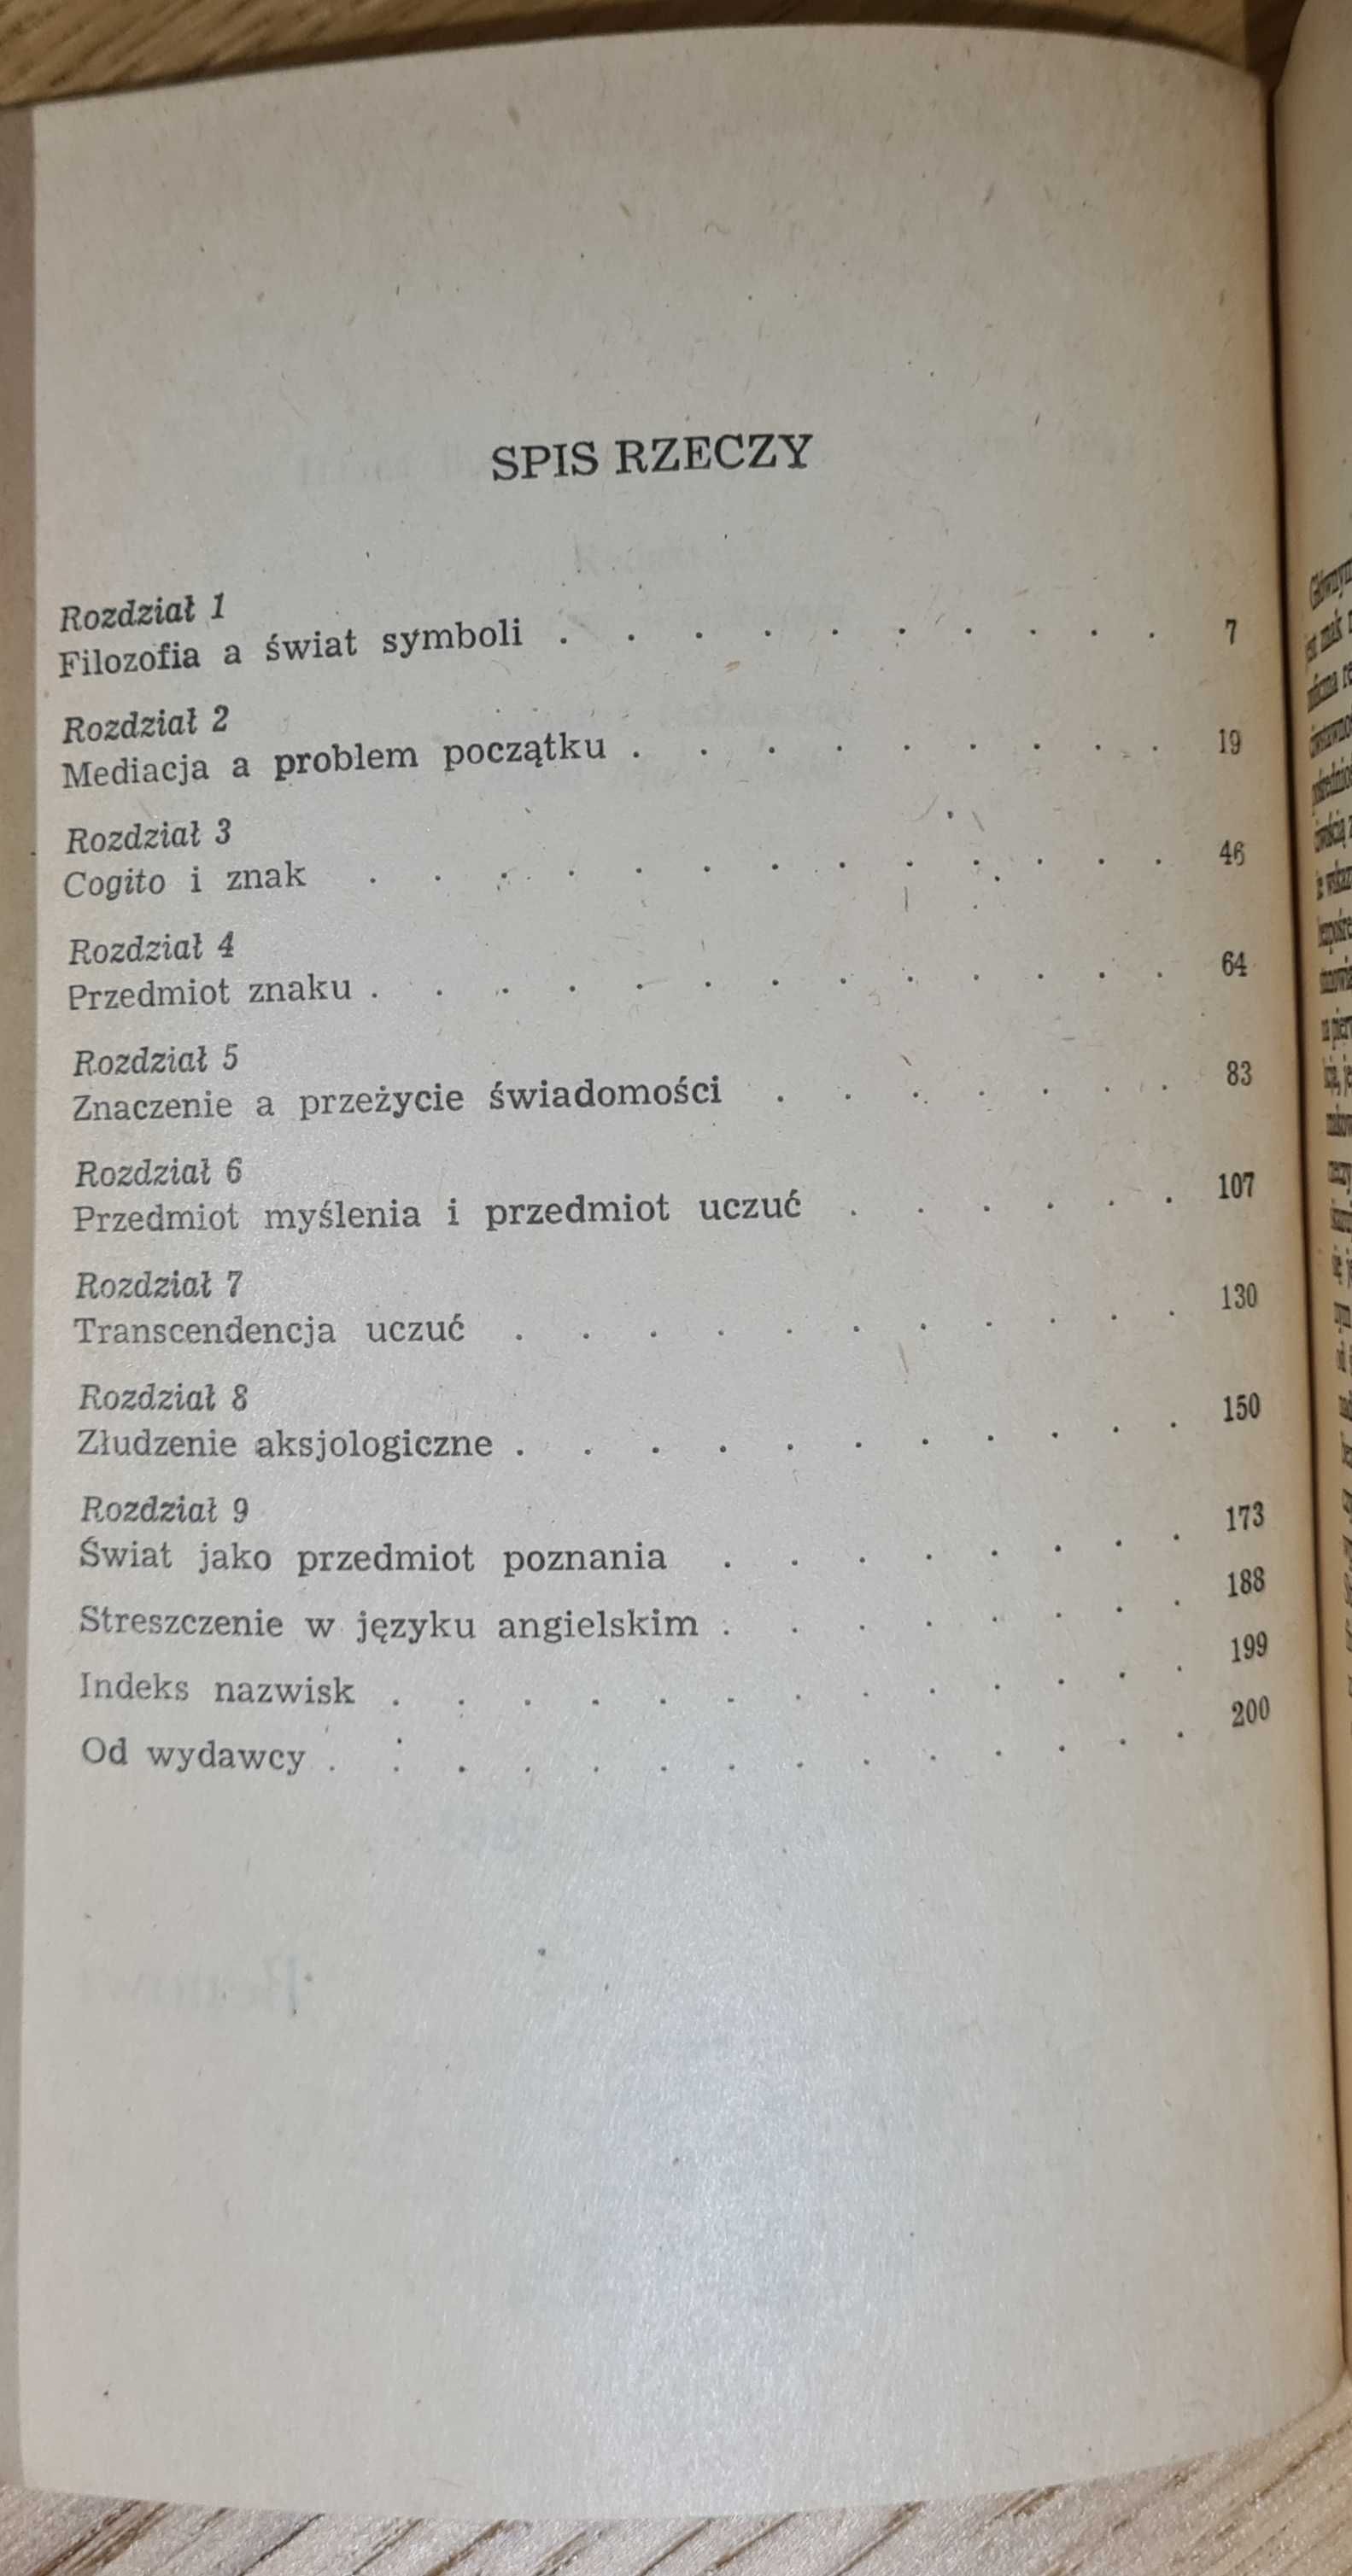 SPIS RZECZY
Rozdział 1
Filozofia a świat symboli . . . . . . . . . . 7
Rozdział 2
Mediacja a problem początku . . . . . . . . . 19
Rozdział 3
Cogito i znak . . . . . . . . . . . . . 46
Rozdział 4
Przedmiot znaku . . . . . . . . . . . . . 64
Rozdział 5
Znaczenie a przeżycie świadomości . . . . . . . 83
Rozdział 6
Przedmiot myślenia i przedmiot uczuć . . . . . . 107
Rozdział 7
Transcendencja uczuć . . . . . . . . . . . 130
Rozdział 8
Złudzenie aksjologiczne . . . . . . . . . . . 150
Rozdział 9
Świat jako przedmiot poznania . . . . . . . . 173
Streszczenie w języku angielskim . . . . . . . . 188
Indeks nazwisk . . . . . . . . . . . . . 199
Od wydawcy . . . . . . . . . . . . . . 200